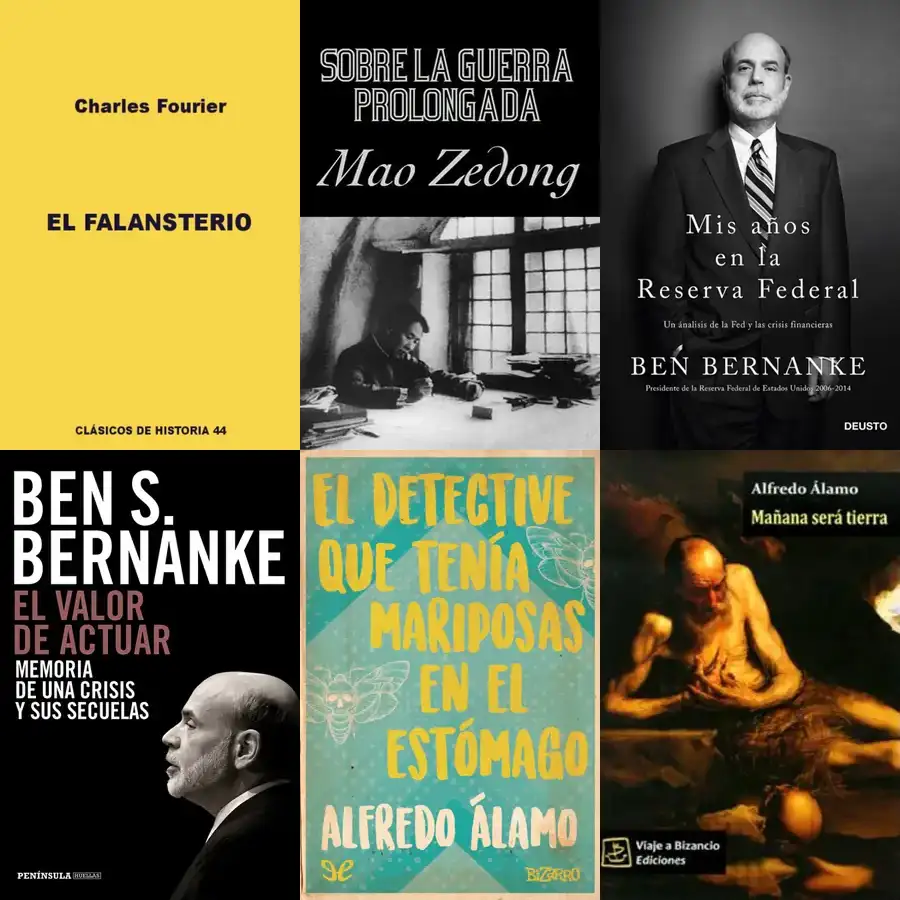 Charles Fourier
EL FALANSTERIO
CLÁSICOS DE HISTORIA 44
SOBRE LA GUERRA
PROLONGADA
Mao Zedong
Mis años
en la
Reserva Federal
Un ánalisis de la Fed y las crisis financieras
BEN BERNANKE
Presidente de la Reserva Federal de Estados Unidos 2006-2014
DEUSTO
BEN S.
BERNANKE
EL VALOR
DE ACTUAR
MEMORIA
DE UNA CRISIS
Y SUS SECUELAS
PENÍNSULA HUELLAS
EL DETECTIVE
QUE TENÍA
MARIPOSAS
EN EL
ESTÓMAGO
ALFREDO ÁLAMO
BIZARRO
Alfredo Álamo
Mañana será tierra
Viaje a Bizancio
Ediciones